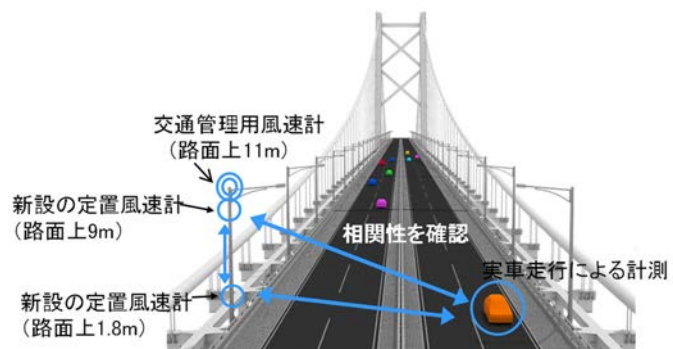 交通管理用風速計
（路面上11m）
新設の定置風速計
（路面上9m）
相関性を確認
実車走行による計測
新設の定置風速計
（路面上1.8m）